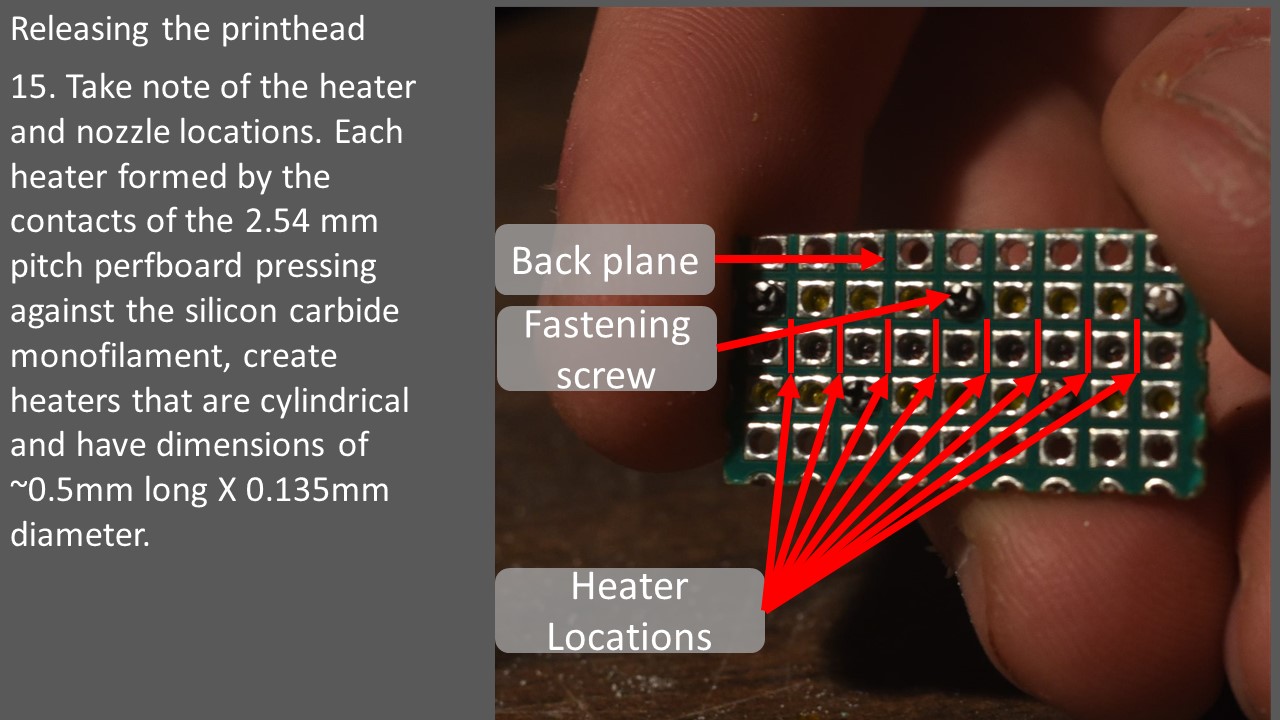 Releasing the printhead
15. Take note of the heater
and nozzle locations. Each
heater formed by the
contacts of the 2.54 mm
pitch perfboard pressing
against the silicon carbide
monofilament, create
heaters that are cylindrical
and have dimensions of
~0.5mm long X 0.135mm
diameter.
Back plane
Fastening
screw
Heater
Locations